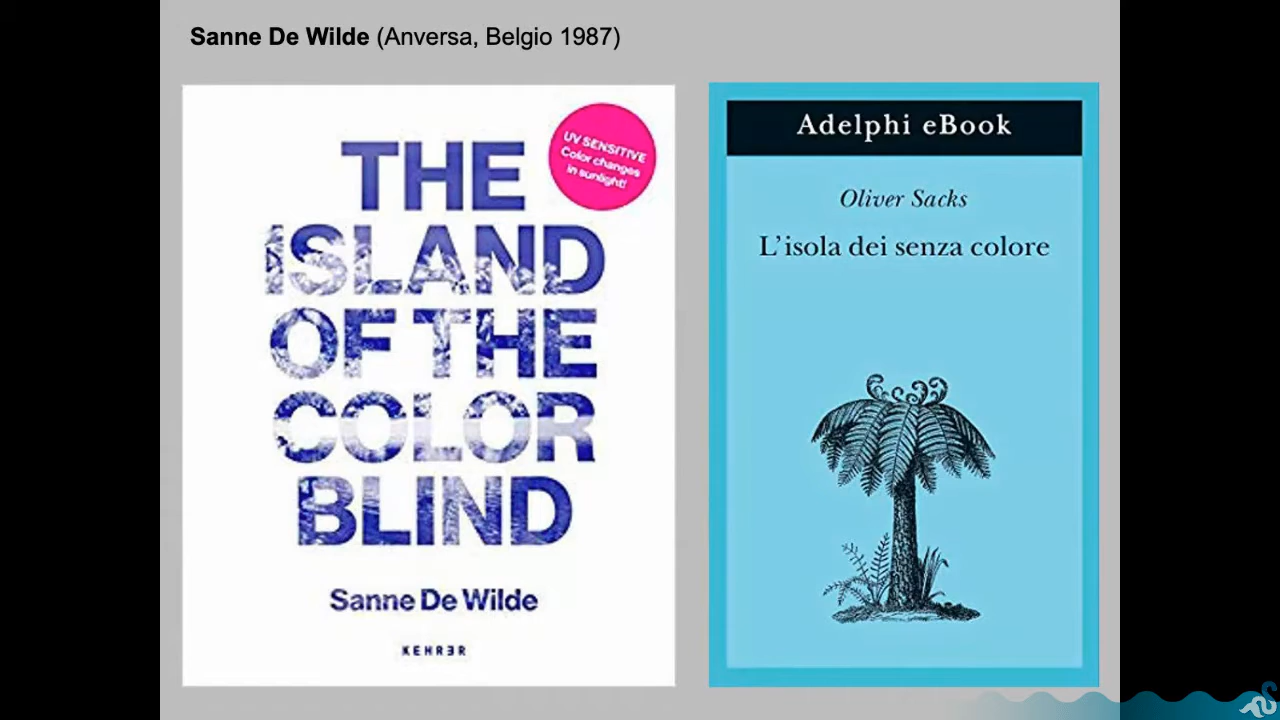 Sanne De Wilde (Anversa, Belgio 1987)
UV SENSITIVE
Color changes
in sunlight!
THE
ISLAND
OF THE
COLOR
BLIND
Sanne De Wilde
KEHRER
Adelphi eBook
Oliver Sacks
L'isola dei senza colore